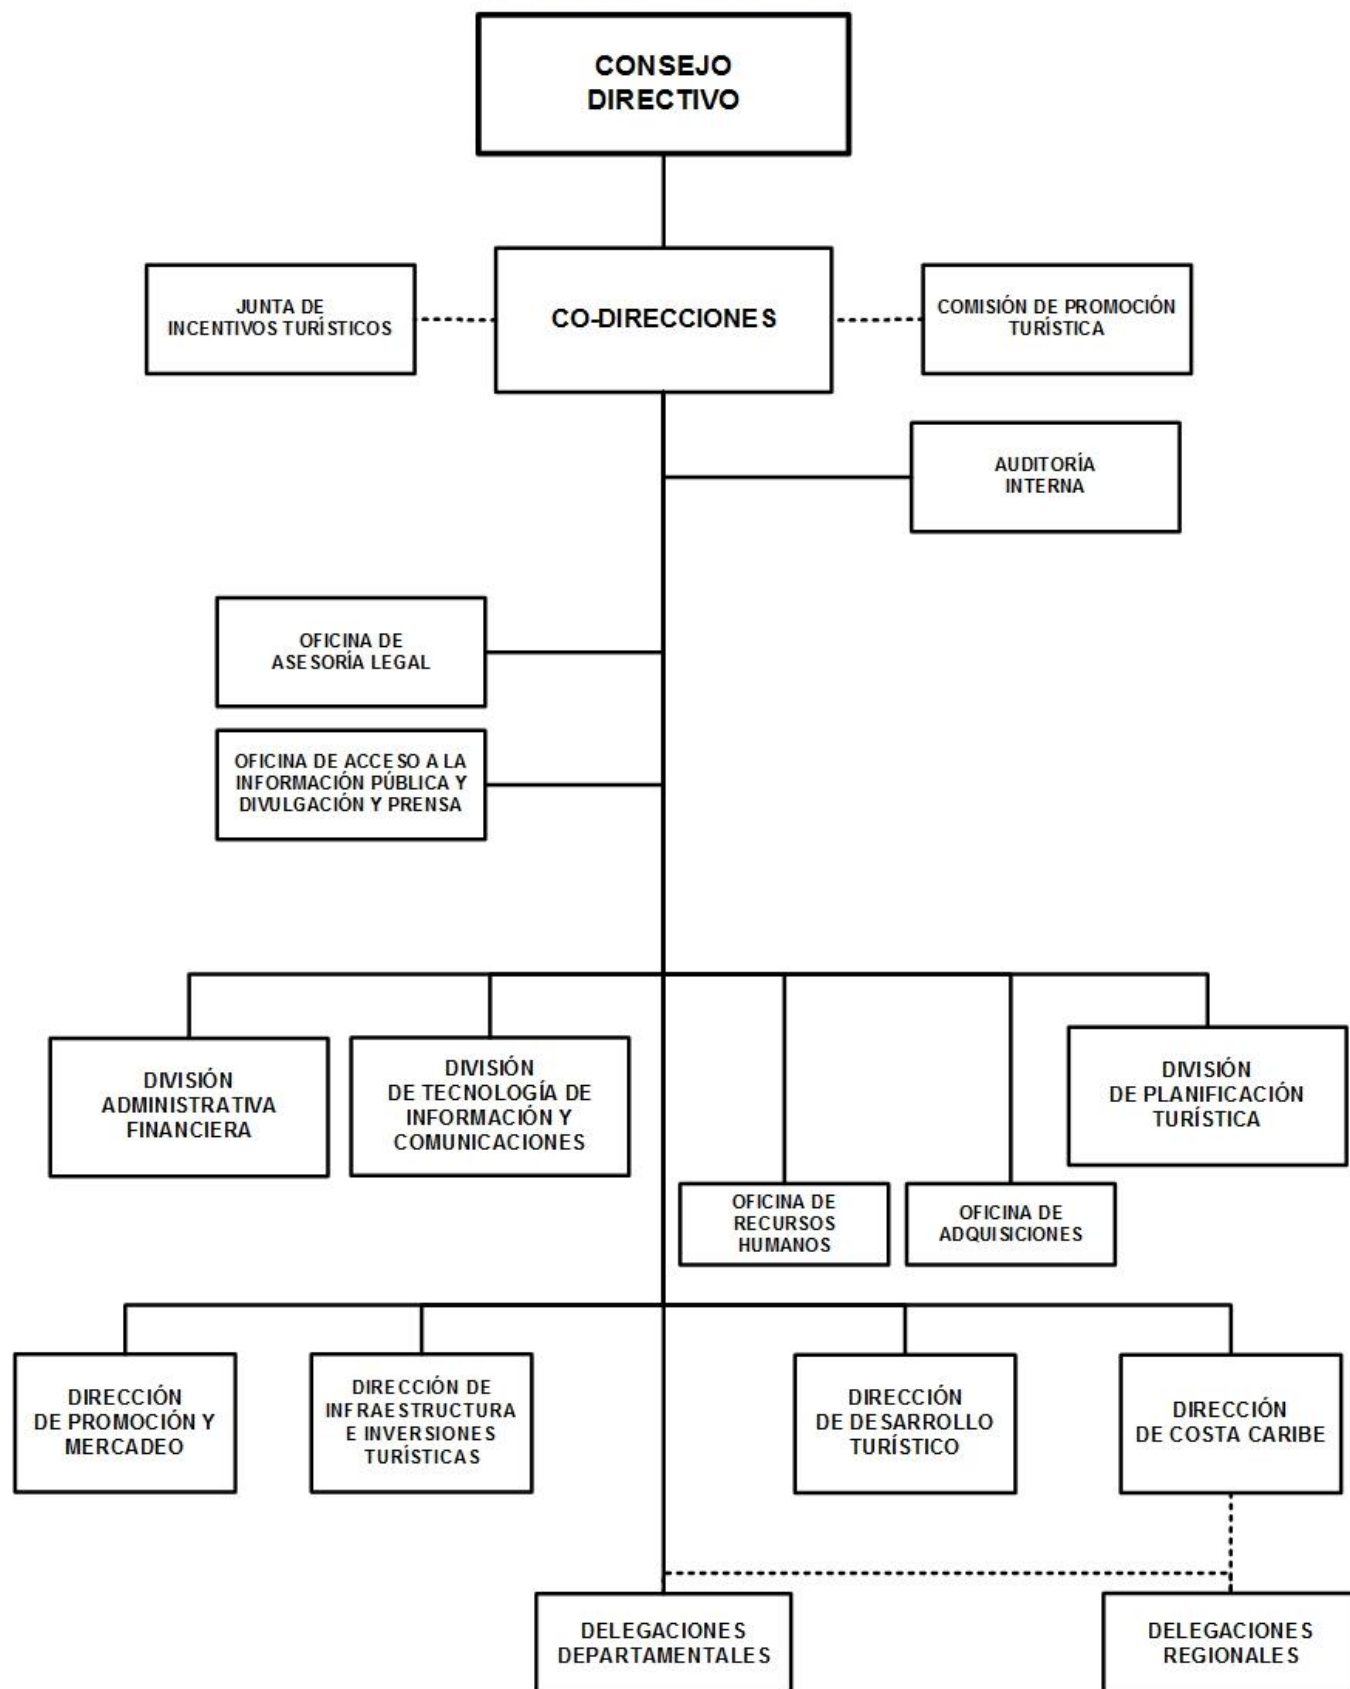 CONSEJO
DIRECTIVO
JUNTA DE
INCENTIVOS TURÍSTICOS
CO-DIRECCIONES
COMISIÓN DE PROMOCIÓN
TURÍSTICA
AUDITORÍA
INTERNA
OFICINA DE
ASESORÍA LEGAL
OFICINA DE ACCESO A LA
INFORMACIÓN PÚBLICA Y
DIVULGACIÓN Y PRENSA
DIVISIÓN
ADMINISTRATIVA
FINANCIERA
DIVISIÓN
DE TECNOLOGÍA DE
INFORMACIÓN Y
COMUNICACIONES
DIVISIÓN
DE PLANIFICACIÓN
TURÍSTICA
OFICINA DE
RECURSOS
HUMANOS
OFICINA DE
ADQUISICIONES
DIRECCIÓN
DE PROMOCIÓN Y
MERCADEO
DIRECCIÓN DE
INFRAESTRUCTURA
E INVERSIONES
TURÍSTICAS
DIRECCIÓN
DE DESARROLLO
TURÍSTICO
DIRECCIÓN
DE COSTA CARIBE
DELEGACIONES
DEPARTAMENTALES
DELEGACIONES
REGIONALES